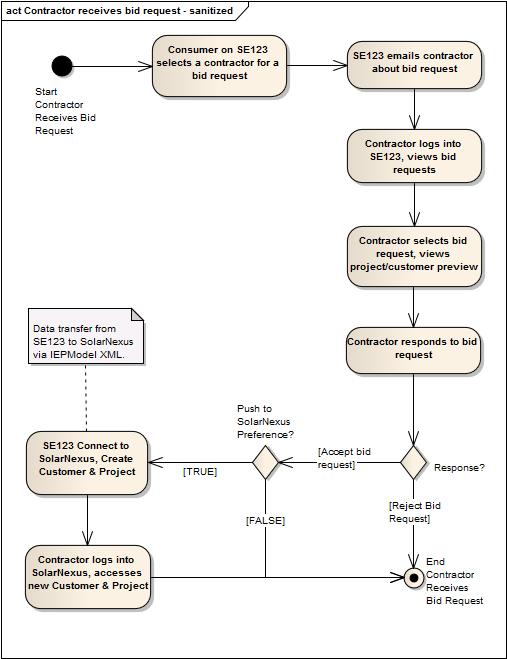 act Contractor receives bid request - sanitized
Start
Contractor
Receives Bid
Request
Consumer on SE123
selects a contractor for a
bid request
SE123 emails contractor
about bid request
Contractor logs into
SE123, views bid
requests
Contractor selects bid
request, views
project/customer preview
Contractor responds to bid
request
Response?
[Accept bid
request]
[Reject Bid
Request]
Push to
SolarNexus
Preference?
[TRUE]
[FALSE]
Data transfer from
SE123 to SolarNexus
via IEPModel XML.
SE123 Connect to
SolarNexus, Create
Customer & Project
Contractor logs into
SolarNexus, accesses
new Customer & Project
End
Contractor
Receives
Bid Request